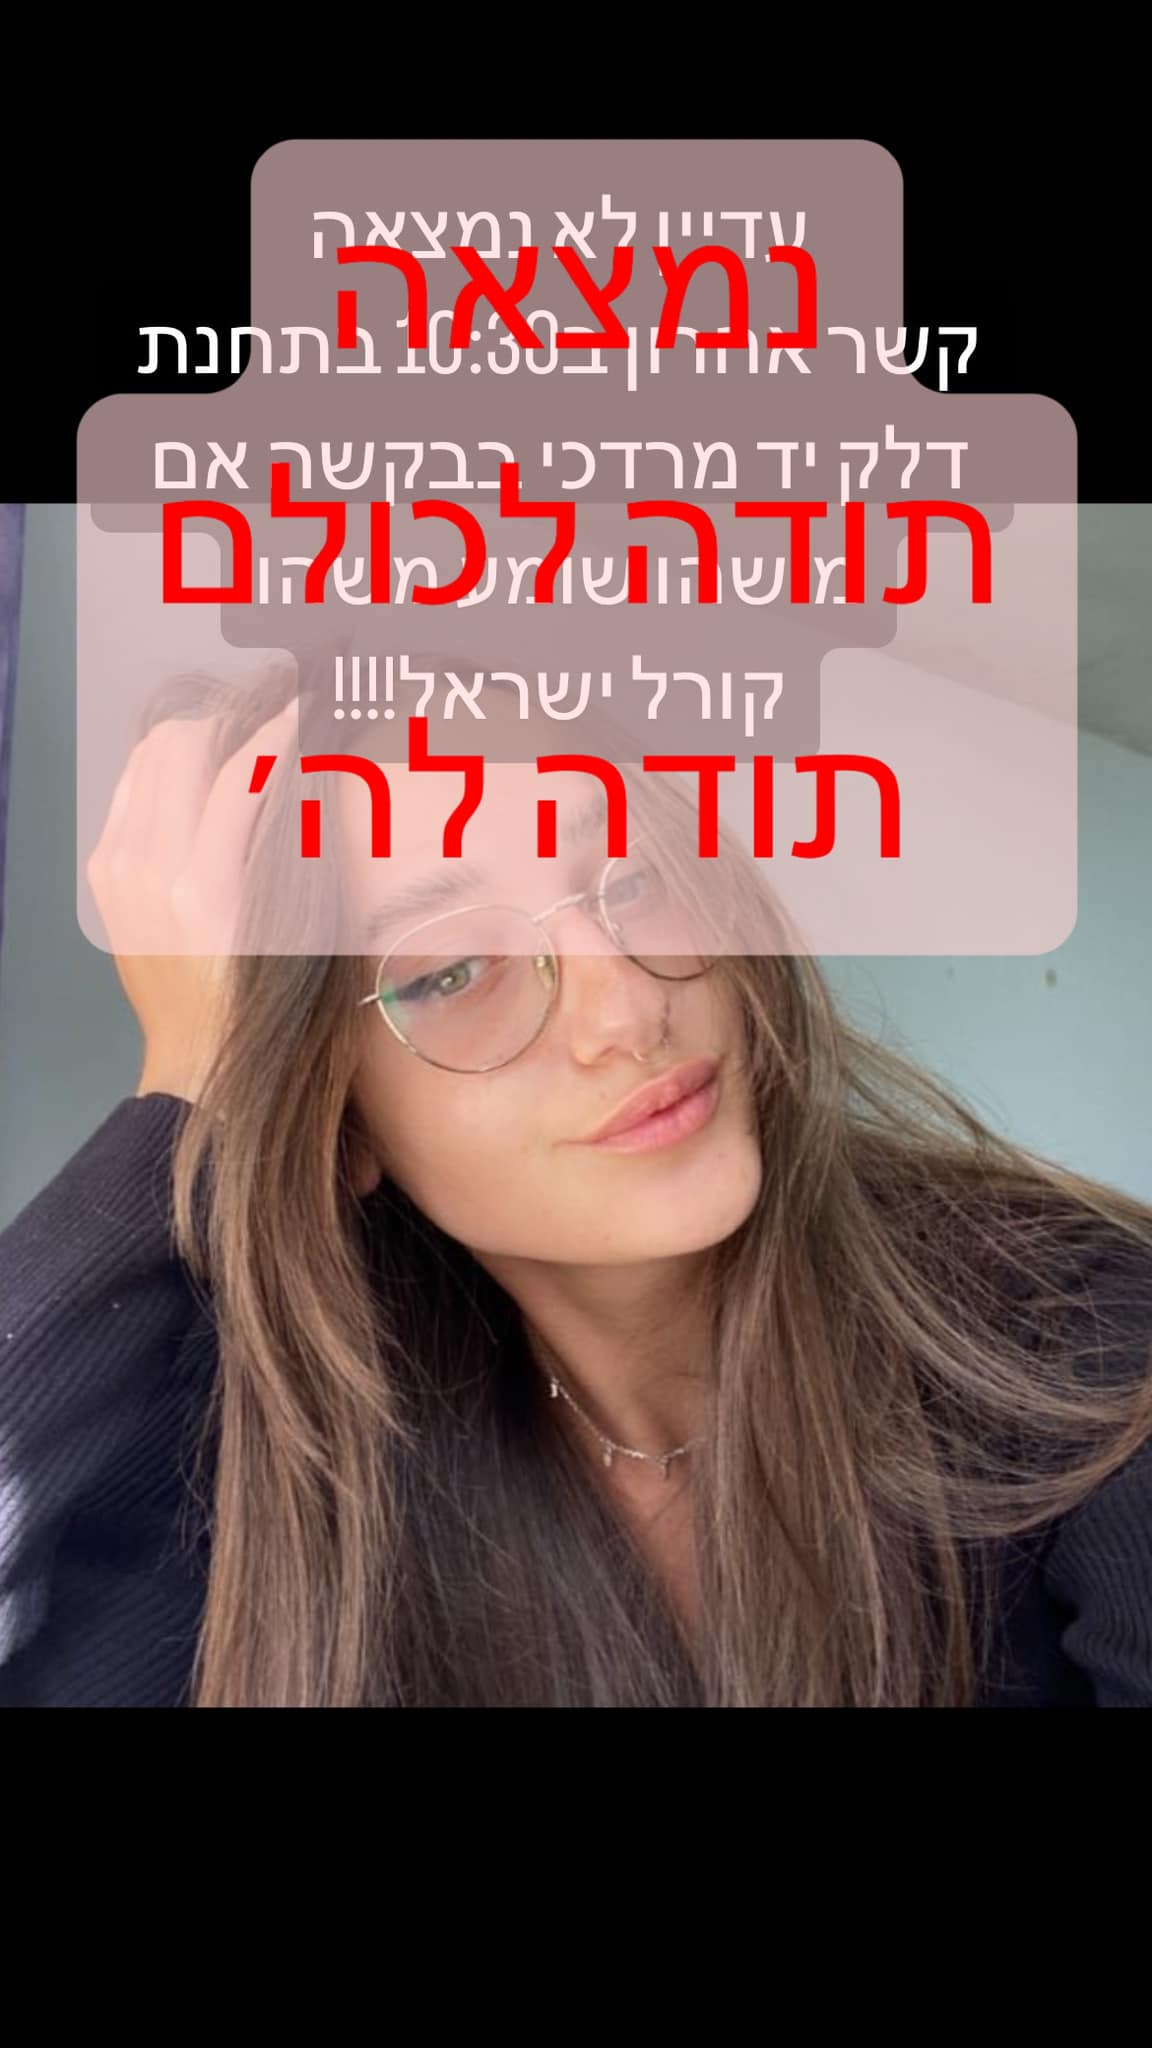 עדיין לא נמצאה
קשר אחרון ב10:30 בתחנת
דלק יד מרדכי בבקשה אם
מישהו שומע משהו
קורל ישראל!!!!
נמצאה
תודה לכולם
תודה לה׳